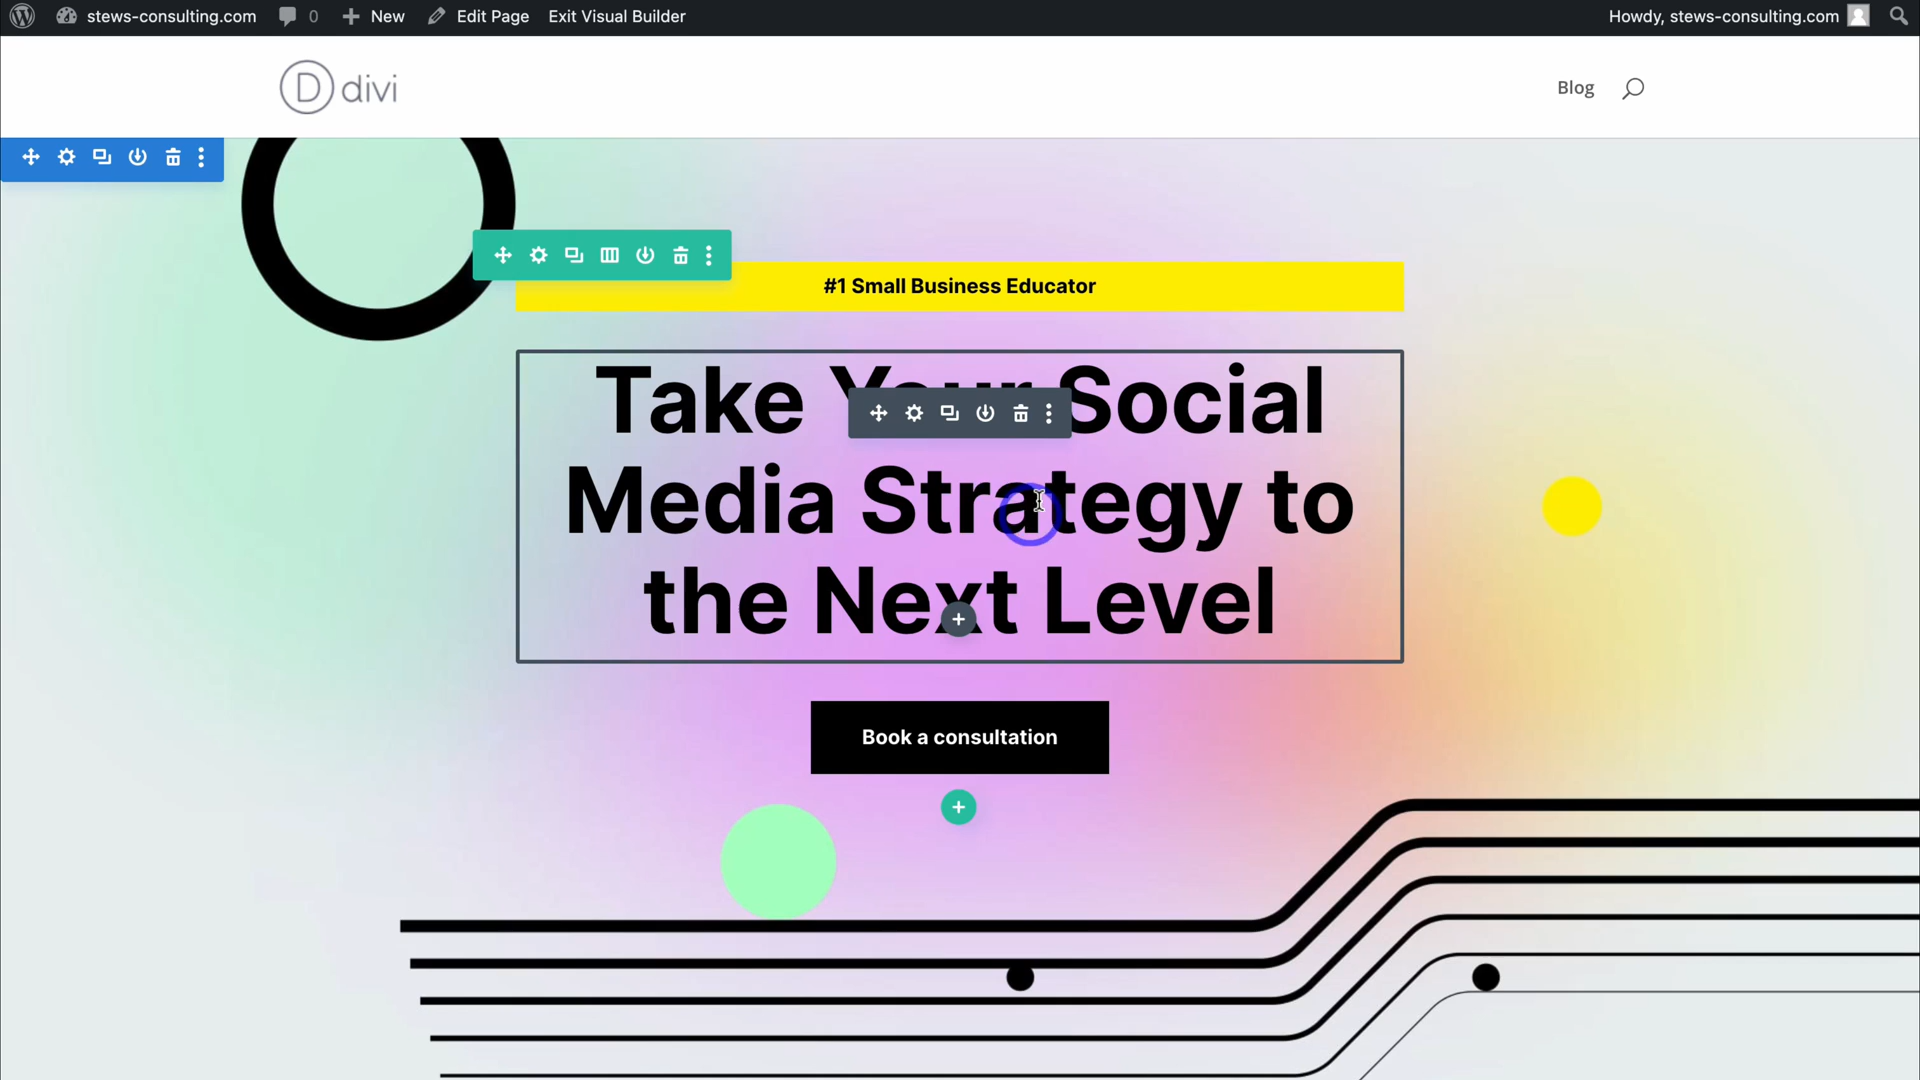 stews-consulting.com 0 New Edit Page Exit Visual Builder Howdy, stews-consulting.com
D divi Blog
#1 Small Business Educator
Take Your Social
Media Strategy to
the Next Level
Book a consultation